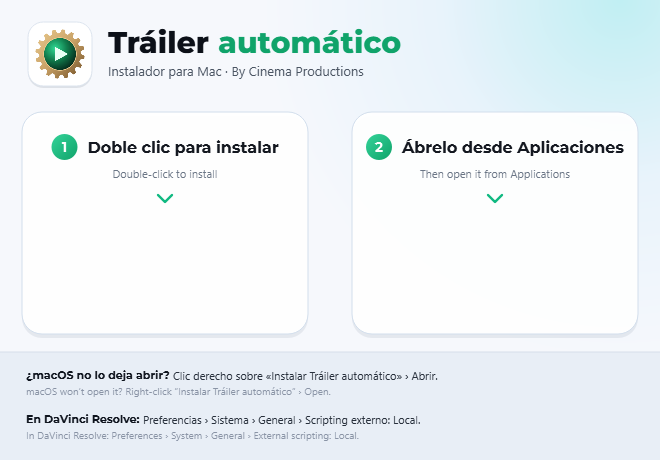 Tráiler automático
Instalador para Mac · By Cinema Productions
1 Doble clic para instalar
Double-click to install
2 Ábrelo desde Aplicaciones
Then open it from Applications
¿macOS no lo deja abrir? Clic derecho sobre «Instalar Tráiler automático» › Abrir.
macOS won't open it? Right-click "Instalar Tráiler automático" › Open.
En DaVinci Resolve: Preferencias › Sistema › General › Scripting externo: Local.
In DaVinci Resolve: Preferences › System › General › External scripting: Local.